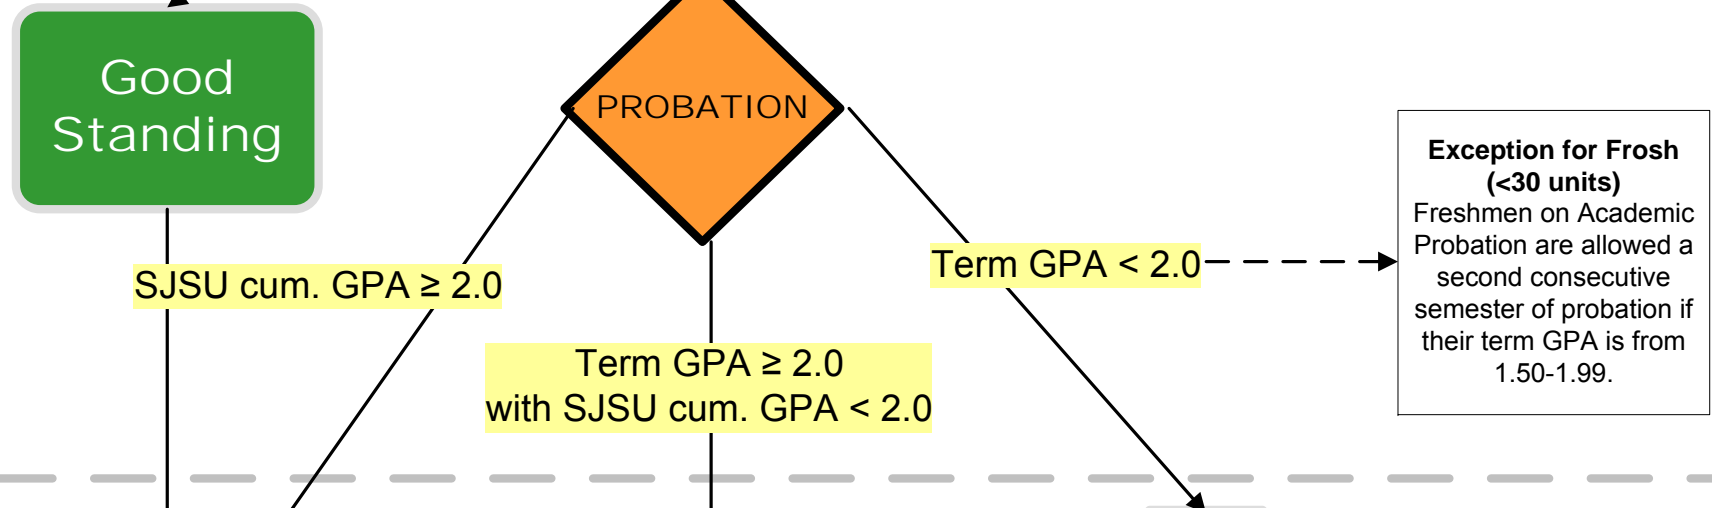 Good
Standing
PROBATION
SJSU cum. GPA ≥ 2.0
Term GPA ≥ 2.0
with SJSU cum. GPA < 2.0
Term GPA < 2.0
Exception for Frosh
(<30 units)
Freshmen on Academic
Probation are allowed a
second consecutive
semester of probation if
their term GPA is from
1.50-1.99.